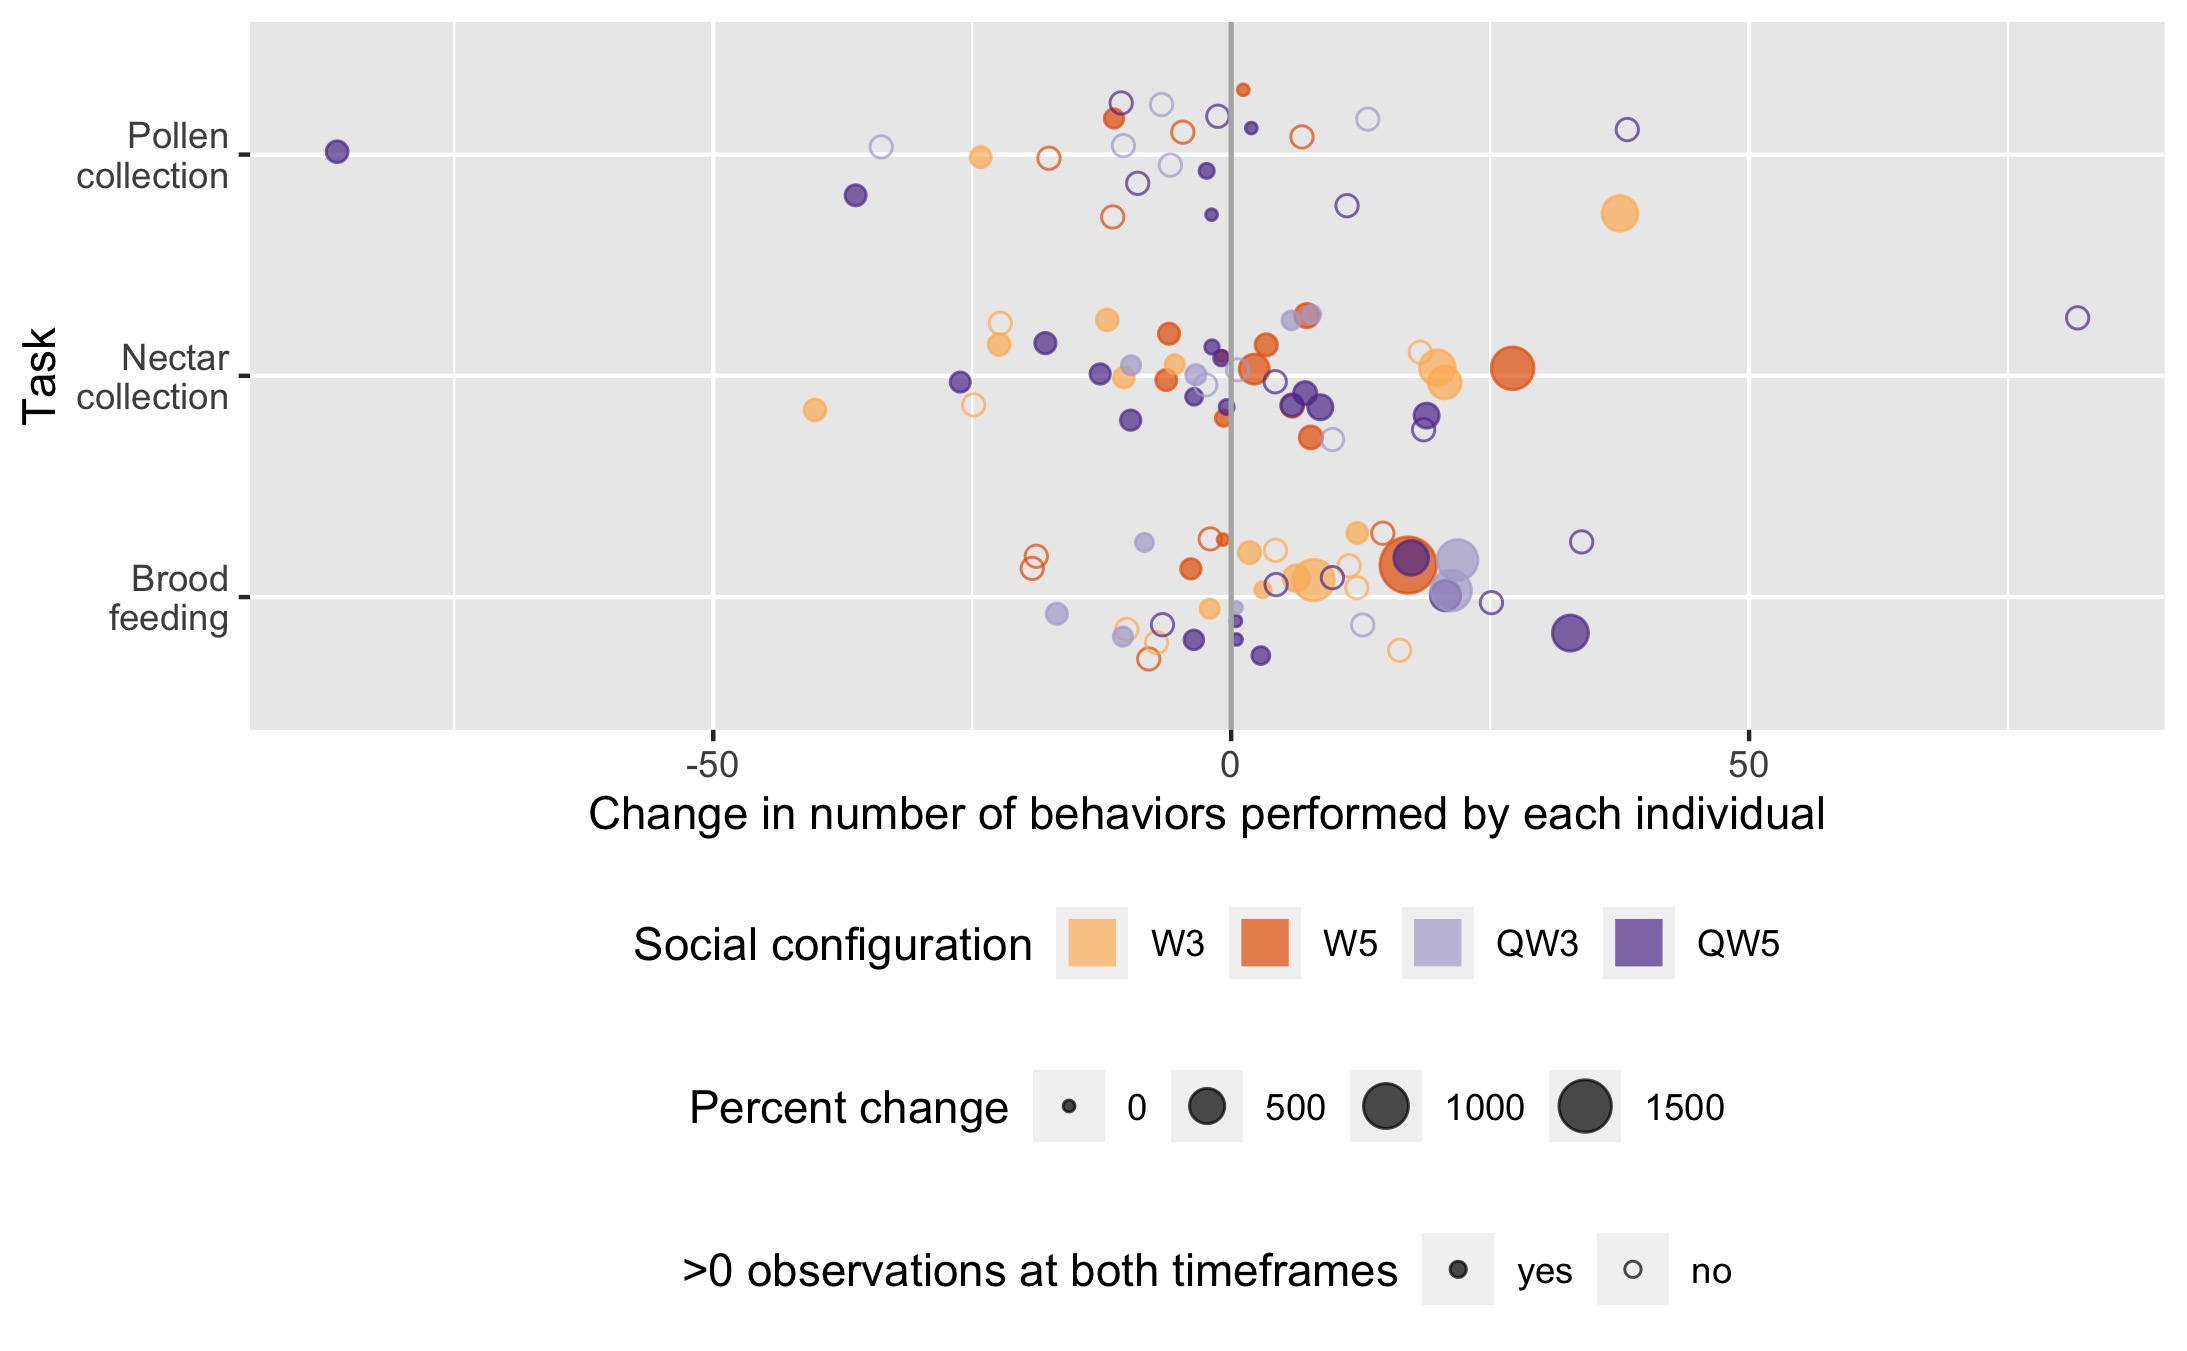 Task
Pollen
collection
Nectar
collection
Brood
feeding
-50 0 50
Change in number of behaviors performed by each individual
Social configuration W3 W5 QW3 QW5
Percent change 0 500 1000 1500
>0 observations at both timeframes yes no